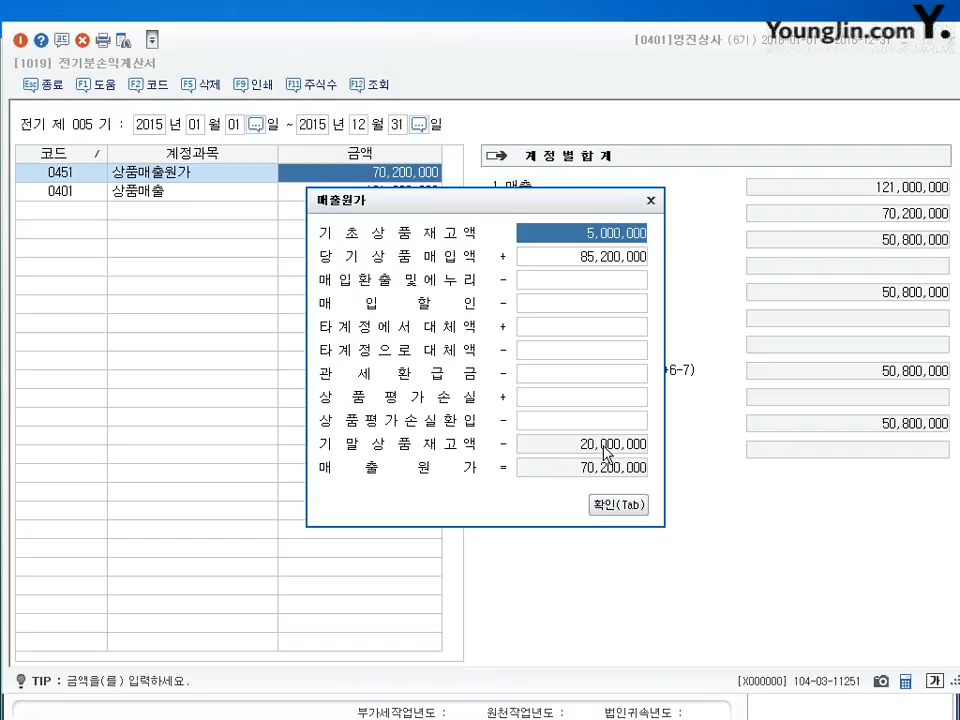 YoungJin.com Y.
[0401]영진상사 (6기) 2016-01-01 ~ 2016-12-31
[1019] 전기분손익계산서
Esc 종료 F1 도움 F2 코드 F5 삭제 F9 인쇄 F11 주식수 F12 조회
전기 제 005 기 : 2015 년 01 월 01 일 ~ 2015 년 12 월 31 일
코드 / 계정과목 금액
0451 상품매출원가 70,200,000
0401 상품매출
계 정 별 합 계
1.매출 121,000,000
70,200,000
50,800,000
50,800,000
+6-7) 50,800,000
50,800,000
매출원가
기 초 상 품 재 고 액 5,000,000
당 기 상 품 매 입 액 + 85,200,000
매 입 환 출 및 에 누 리 -
매 입 할 인 -
타 계 정 에 서 대 체 액 +
타 계 정 으 로 대 체 액 -
관 세 환 급 금 -
상 품 평 가 손 실 +
상 품 평 가 손 실 환 입 -
기 말 상 품 재 고 액 - 20,000,000
매 출 원 가 = 70,200,000
확인(Tab)
TIP : 금액을(를) 입력하세요.
[X000000] 104-03-11251 가
부가세작업년도 : 원천작업년도 : 법인귀속년도 :